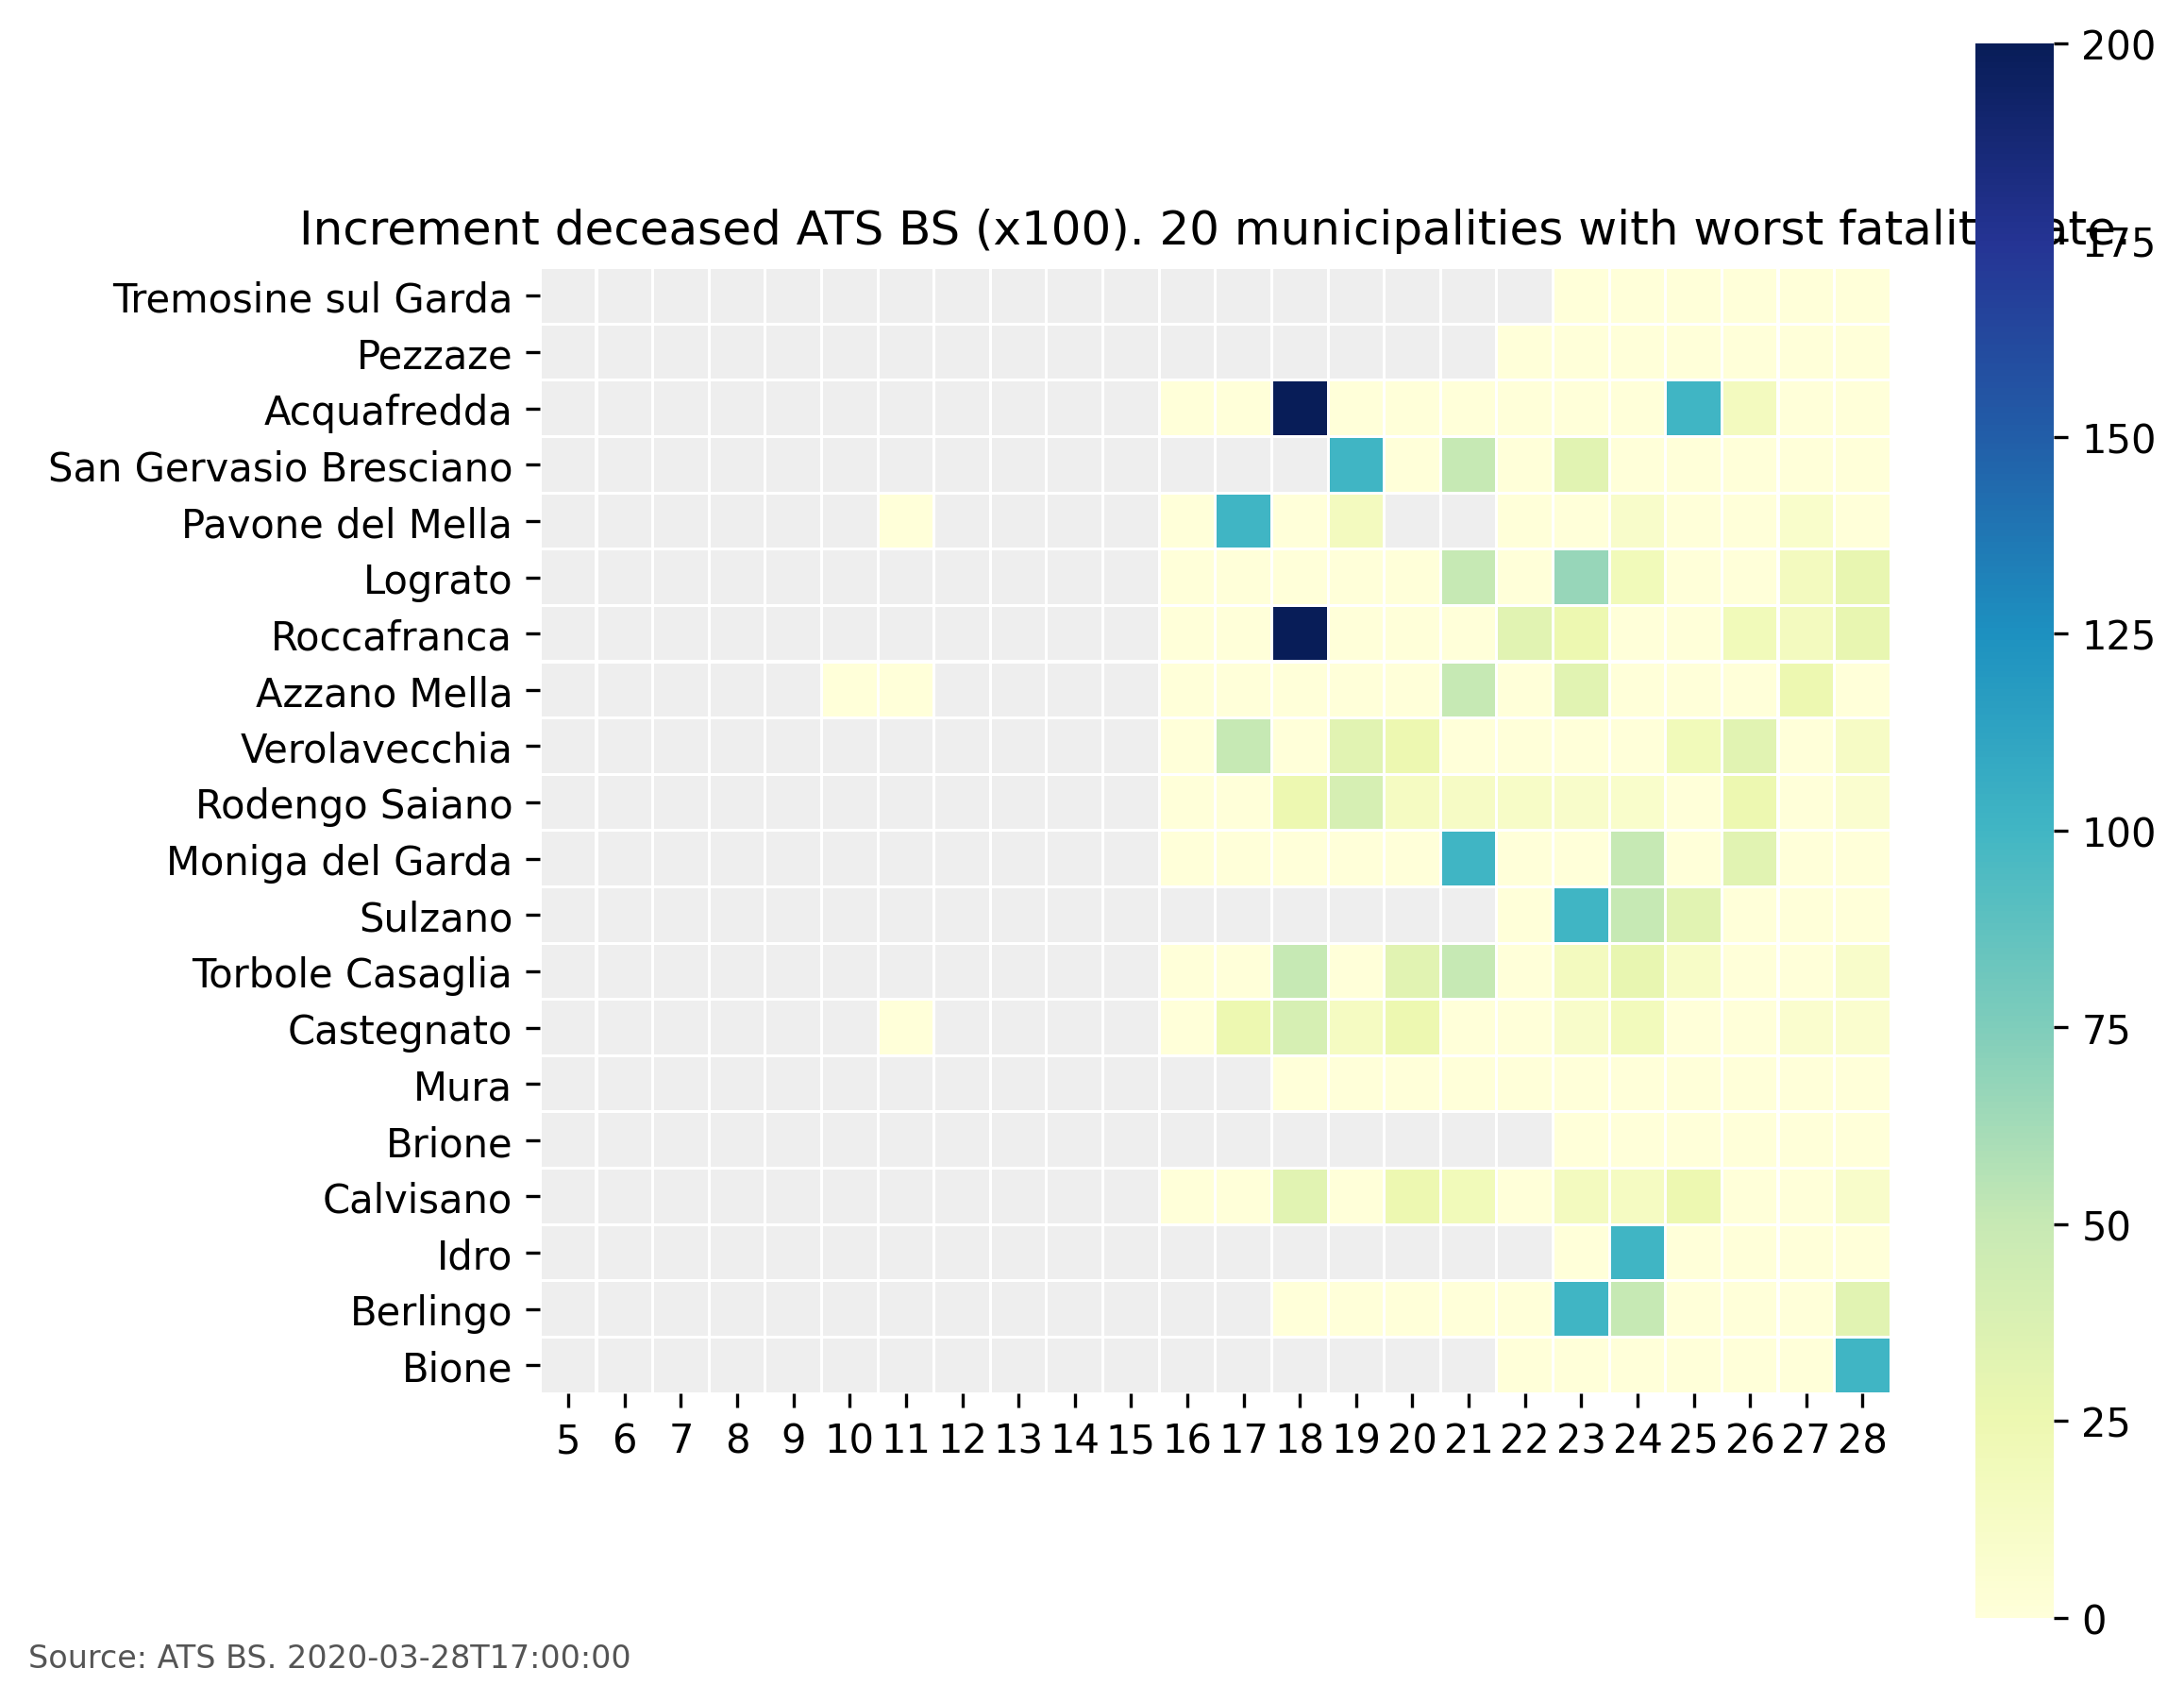 200
Increment deceased ATS BS (x100). 20 municipalities with worst fatality rate.
175
Tremosine sul Garda
Pezzaze
Acquafredda
150
San Gervasio Bresciano
Pavone del Mella
Lograto
Roccafranca
125
Azzano Mella
Verolavecchia
Rodengo Saiano
100
Moniga del Garda
Sulzano
Torbole Casaglia
Castegnato
75
Mura
Brione
Calvisano
50
Idro
Berlingo
Bione
25
5 6 7 8 9 10 11 12 13 14 15 16 17 18 19 20 21 22 23 24 25 26 27 28
0
Source: ATS BS. 2020-03-28T17:00:00